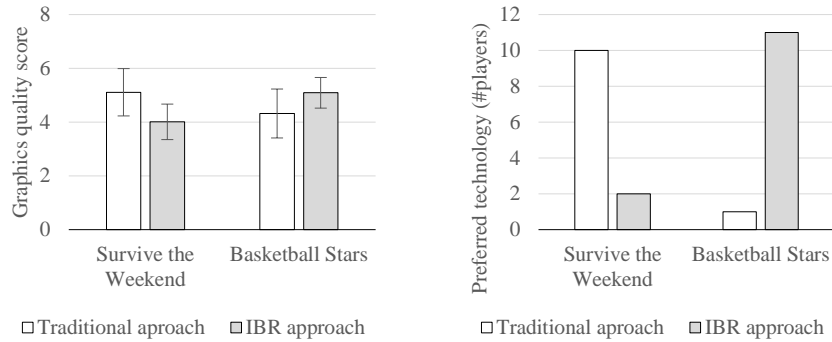 Graphics quality score
8
6
4
2
0
Survive the
Weekend
Basketball Stars
Traditional aproach IBR approach
Preferred technology (#players)
12
10
8
6
4
2
0
Survive the
Weekend
Basketball Stars
Traditional aproach IBR approach